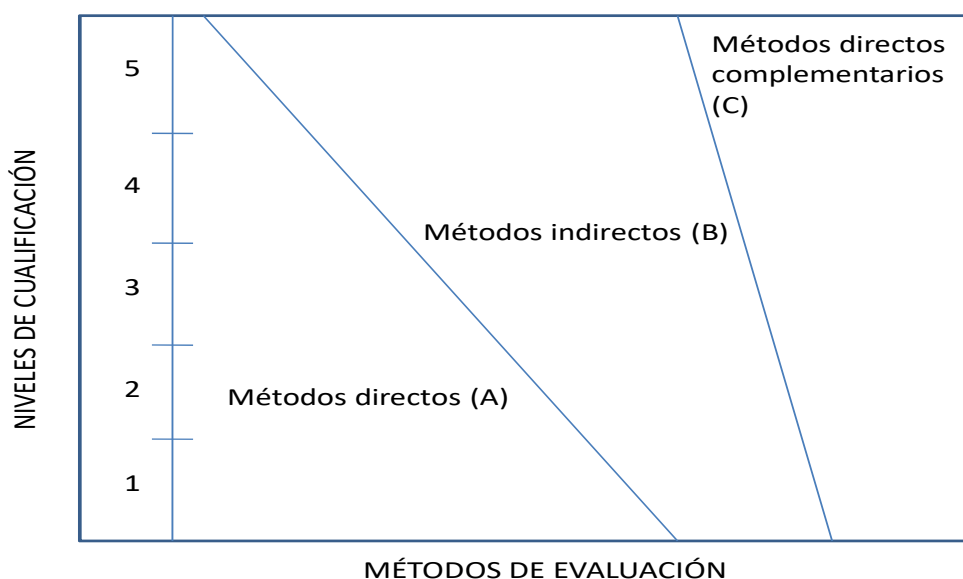 Métodos directos
complementarios
(C)
5
4
Métodos indirectos (B)
3
2
Métodos directos (A)
1
NIVELES DE CUALIFICACIÓN
MÉTODOS DE EVALUACIÓN